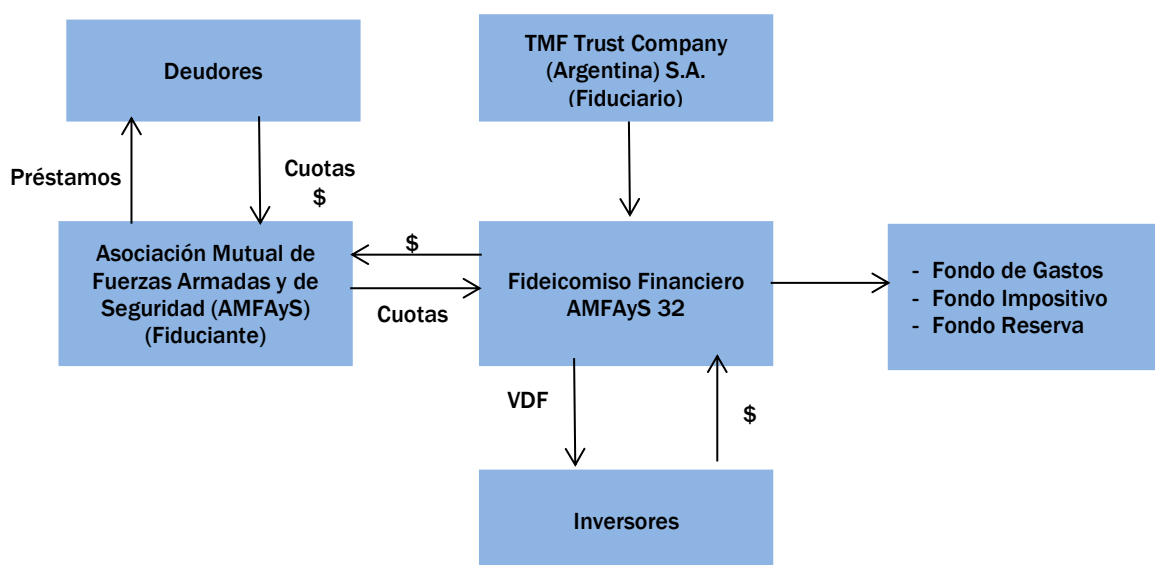 Deudores
TMF Trust Company
(Argentina) S.A.
(Fiduciario)
Préstamos
Cuotas
$
Asociación Mutual de
Fuerzas Armadas y de
Seguridad (AMFAyS)
(Fiduciante)
$
Cuotas
Fideicomiso Financiero
AMFAyS 32
- Fondo de Gastos
- Fondo Impositivo
- Fondo Reserva
VDF
$
Inversores